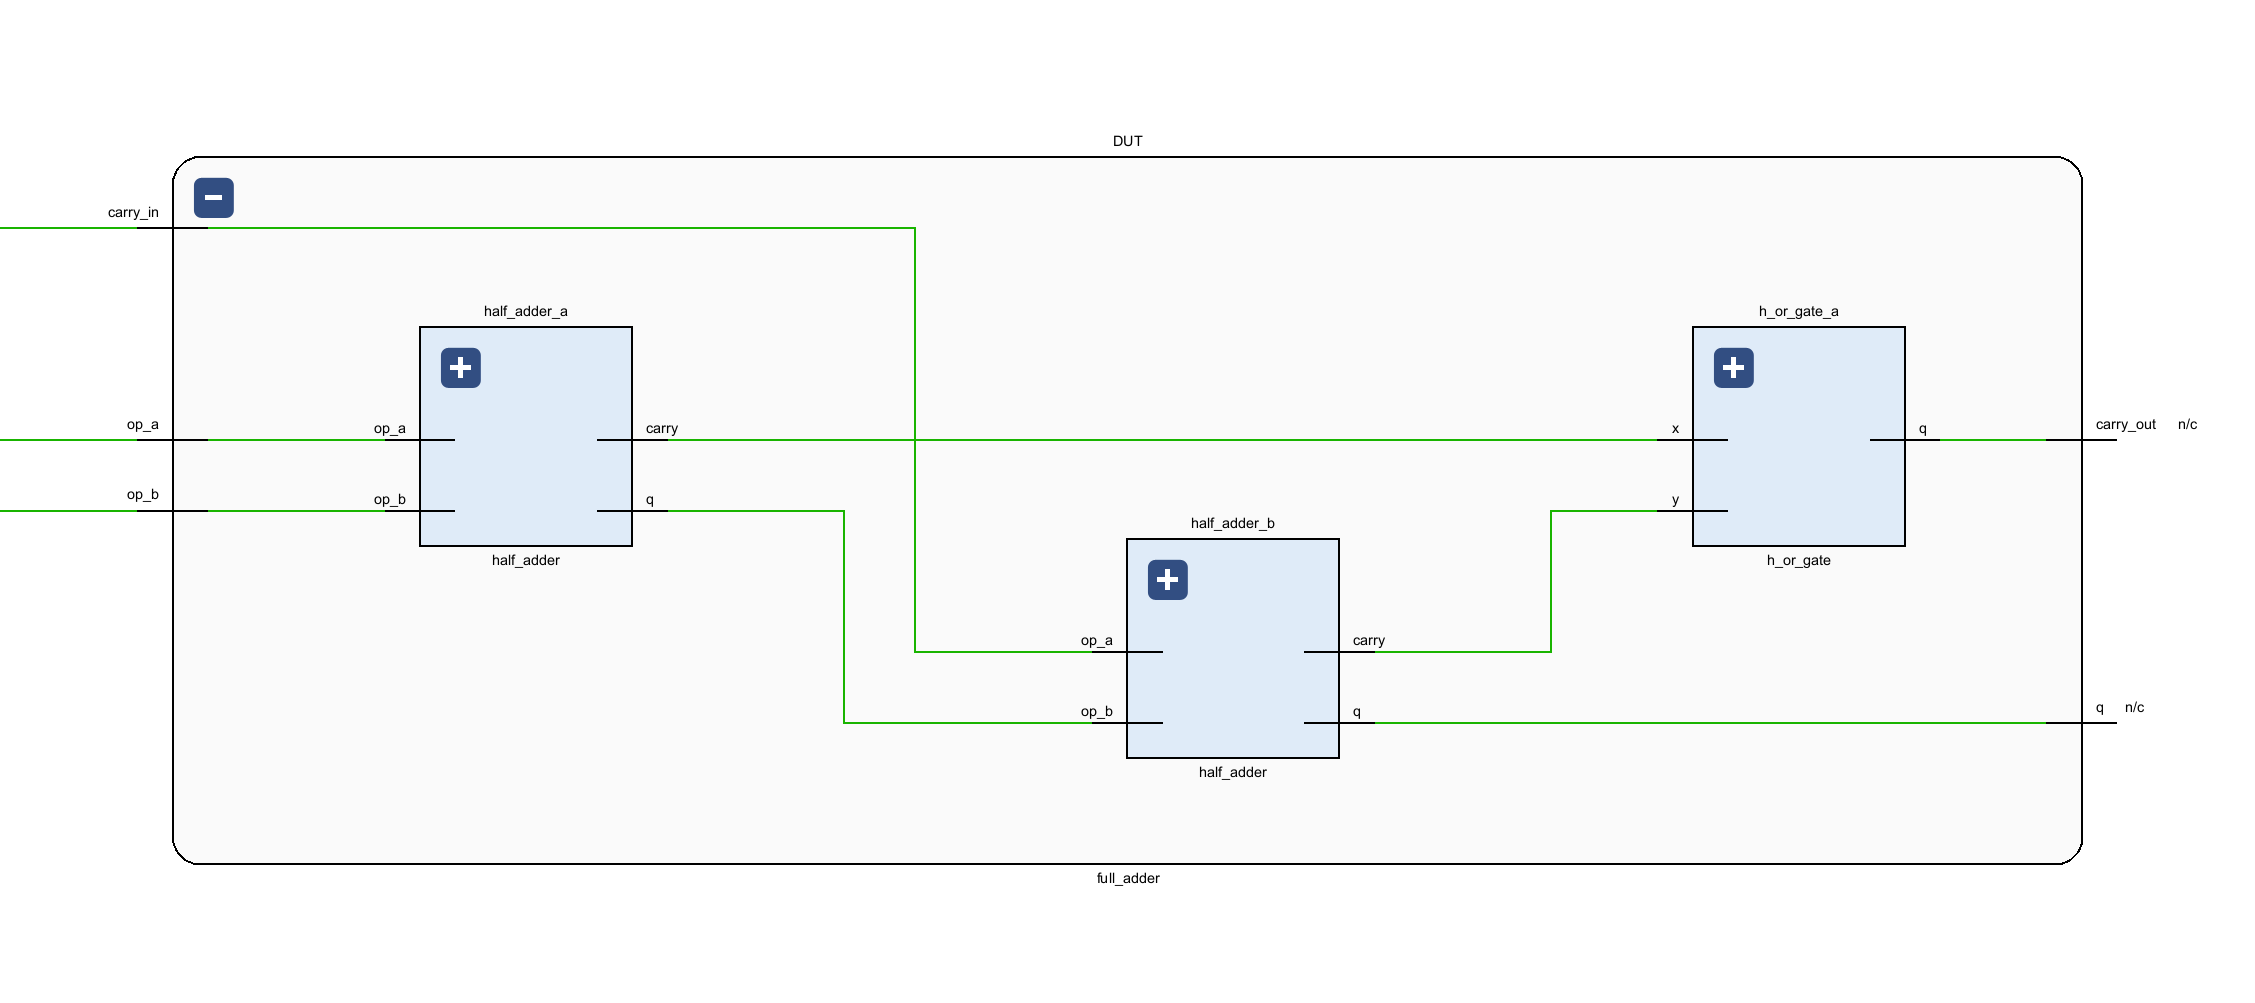 DUT
carry_in
half_adder_a
h_or_gate_a
op_a
op_a
carry
x
q
carry_out n/c
op_b
op_b
q
y
half_adder_b
half_adder
h_or_gate
op_a
carry
op_b
q
q n/c
half_adder
full_adder